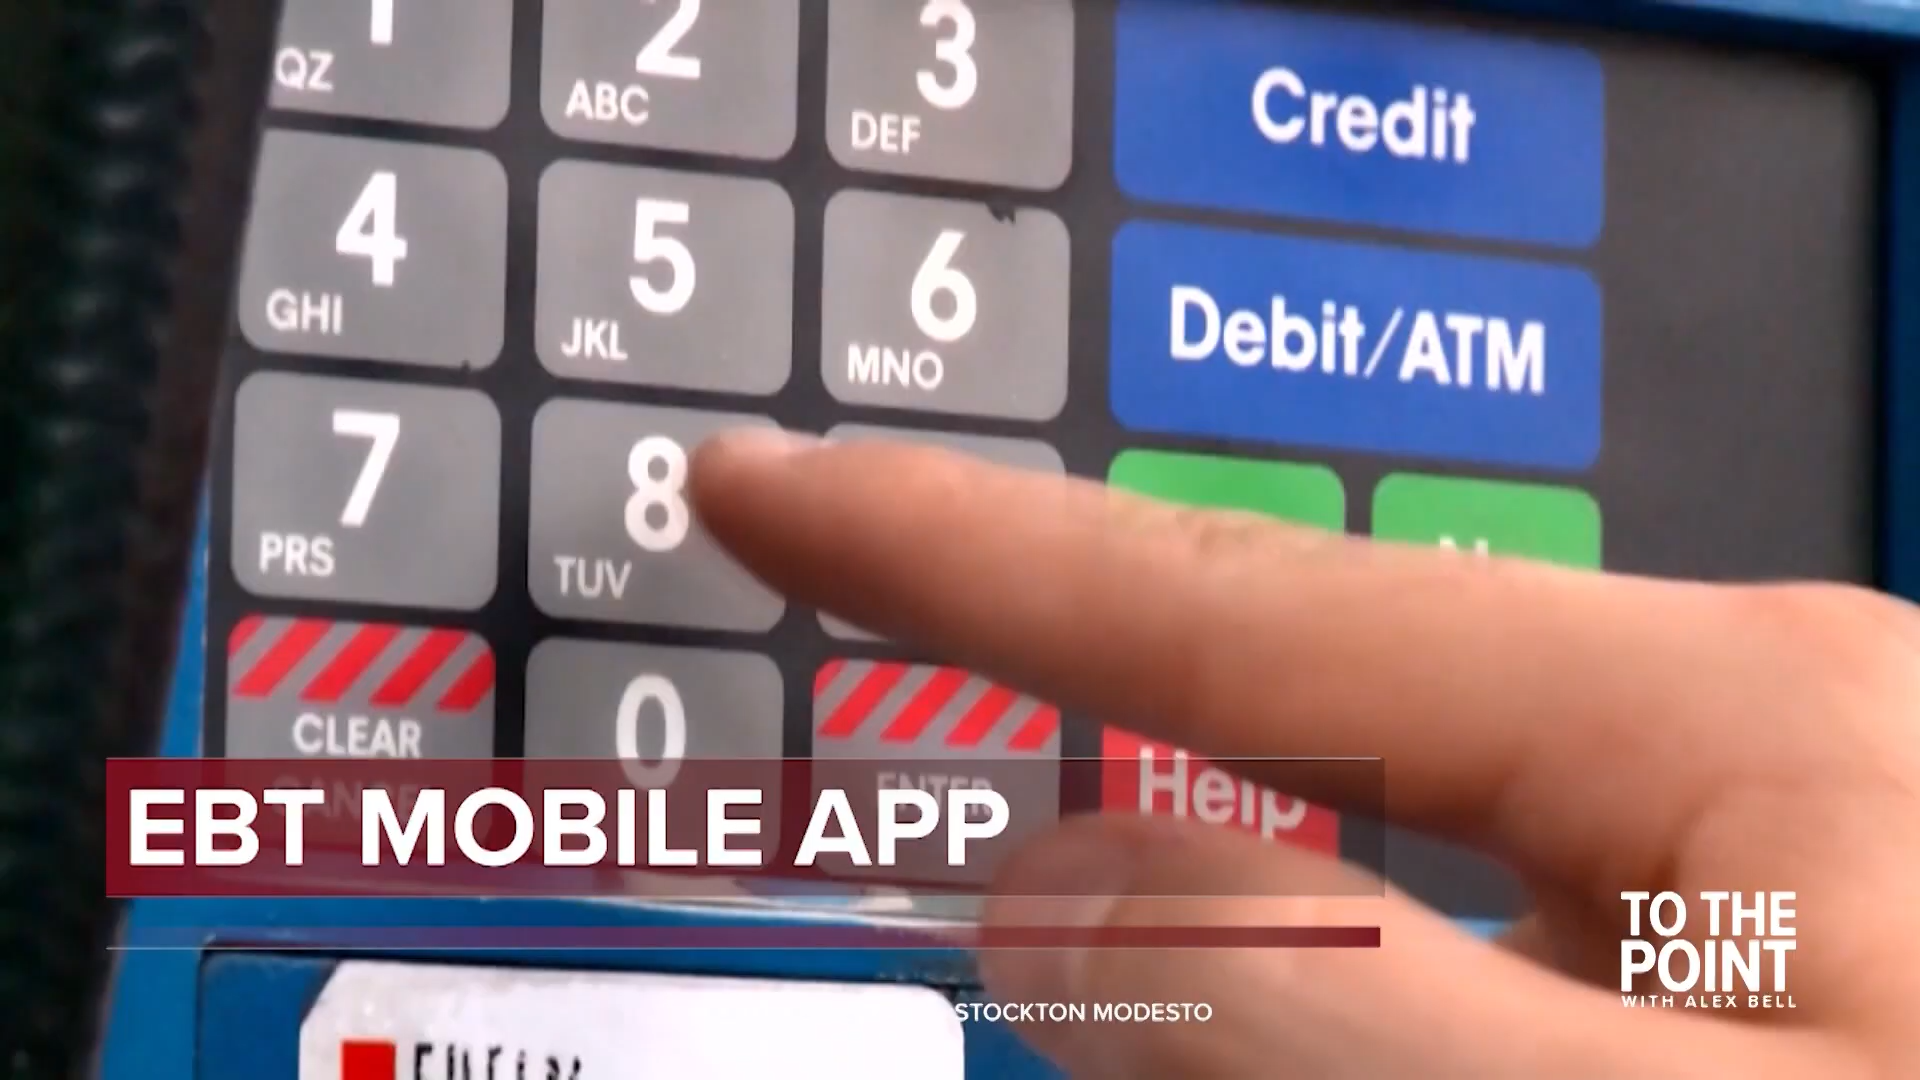 1
QZ
2
ABC
3
DEF
Credit
4
GHI
5
JKL
6
MNO
Debit/ATM
7
PRS
8
TUV
CLEAR
0
ENTER
Help
EBT MOBILE APP
TO THE
POINT
WITH ALEX BELL
STOCKTON MODESTO